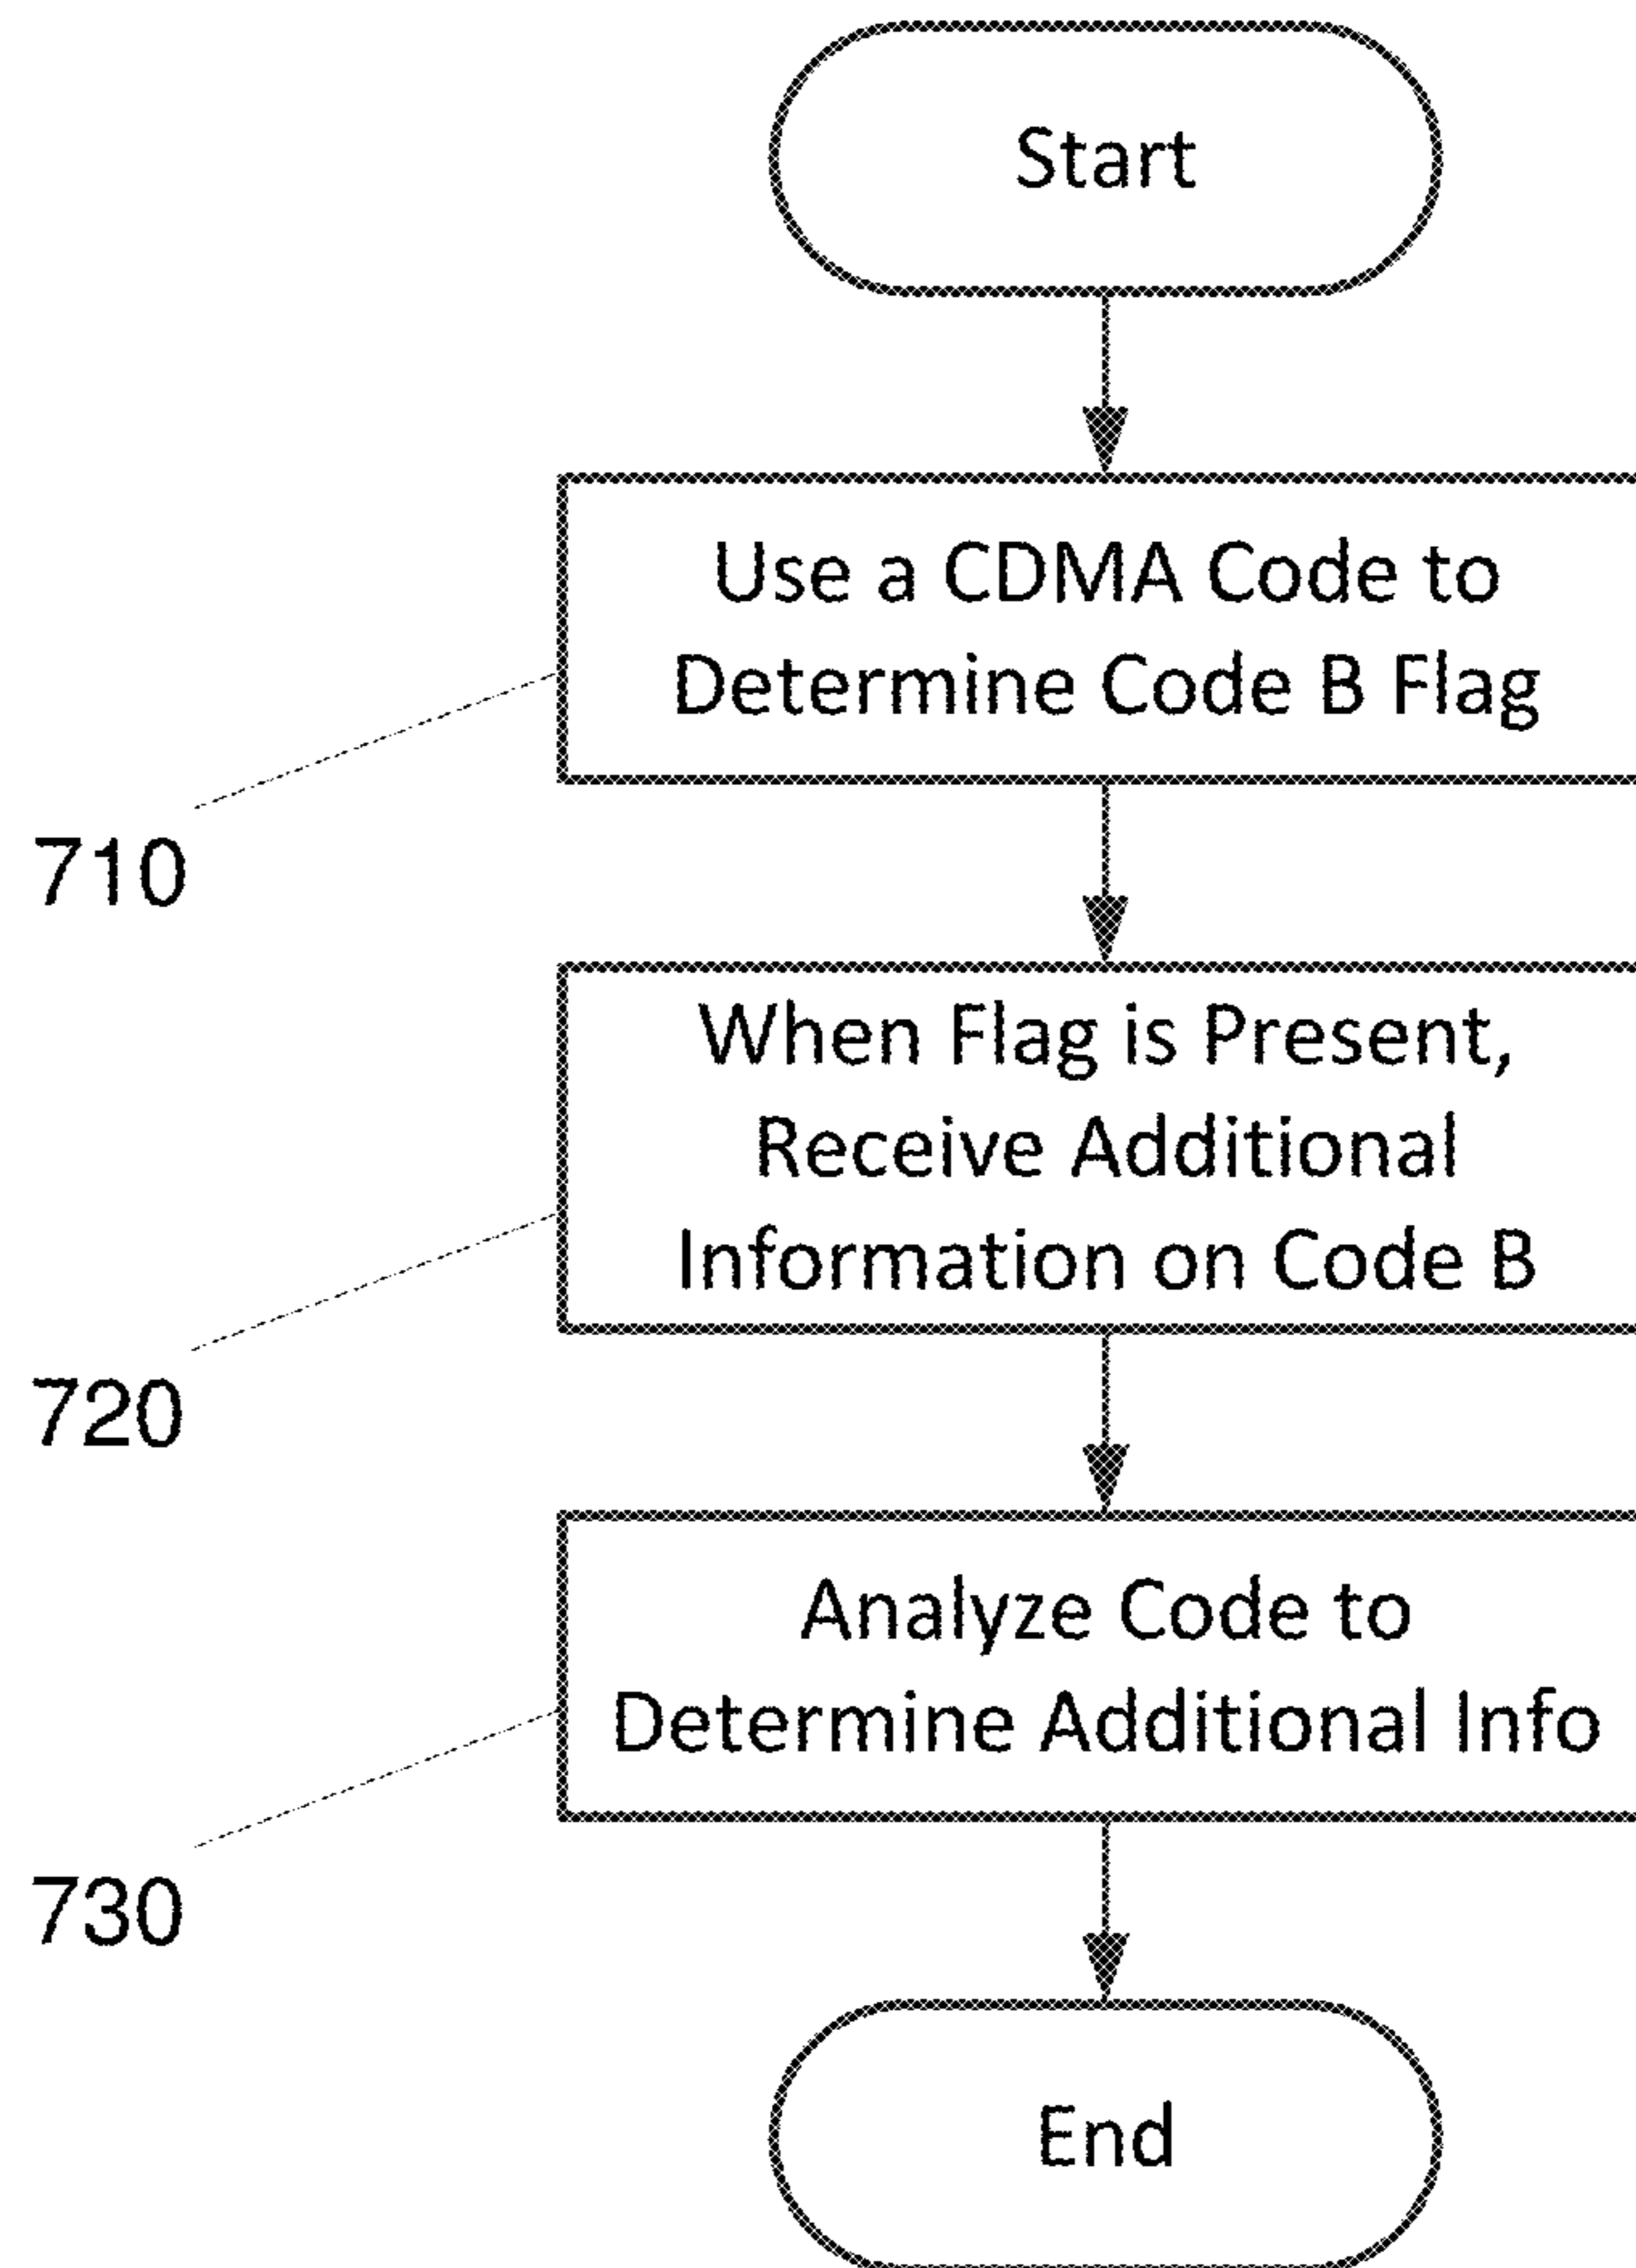 Start
Use a CDMA Code to
Determine Code B Flag
710
When Flag is Present,
Receive Additional
Information on Code B
720
Analyze Code to
Determine Additional Info
730
End